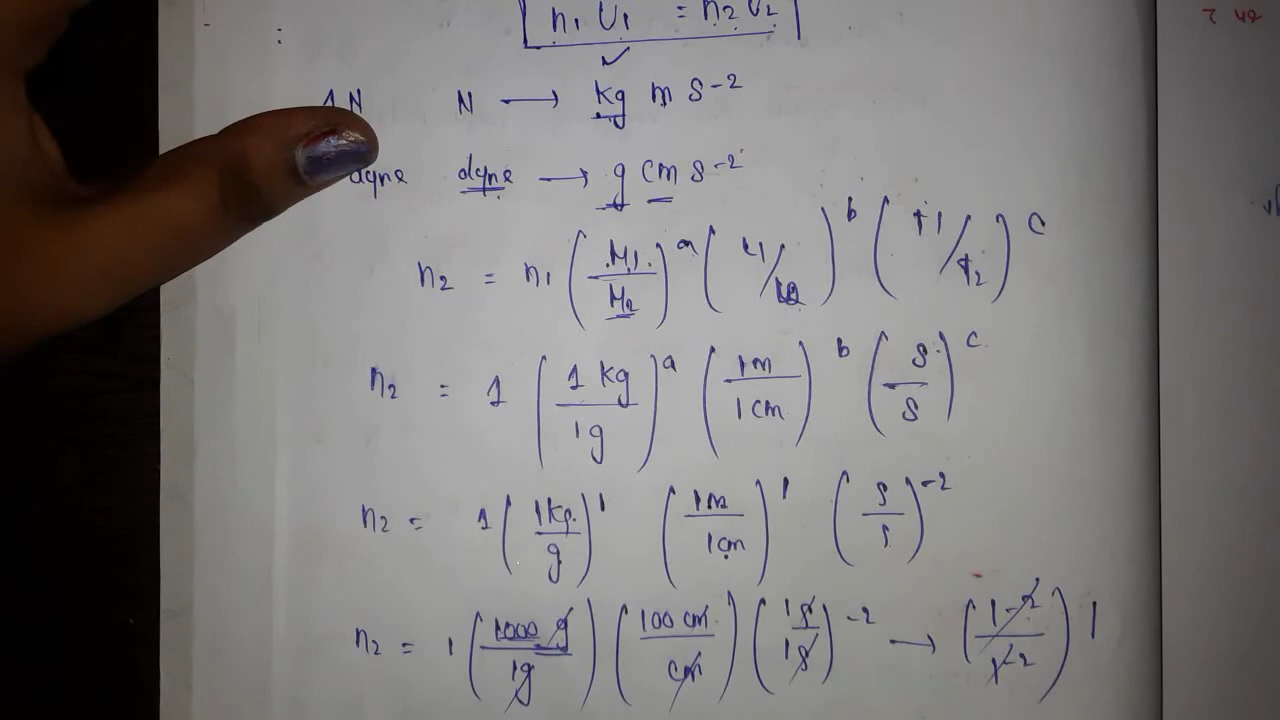 n₁ U₁ = n₂ U₂
:
1 N N → kg m s⁻²
dyne dyne → g cm s⁻²
n₂ = n₁ (M₁/M₂)ᵃ (L₁/L₂)ᵇ (T₁/T₂)ᶜ
n₂ = 1 (1 kg/1g)ᵃ (1m/1cm)ᵇ (s/s)ᶜ
n₂ = 1 (1kg/g)¹ (1m/1cm)¹ (s/s)⁻²
n₂ = 1 (1000 g/1g) (100 cm/cm) (1s/1s)⁻² → (1⁻²/1⁻²) 1